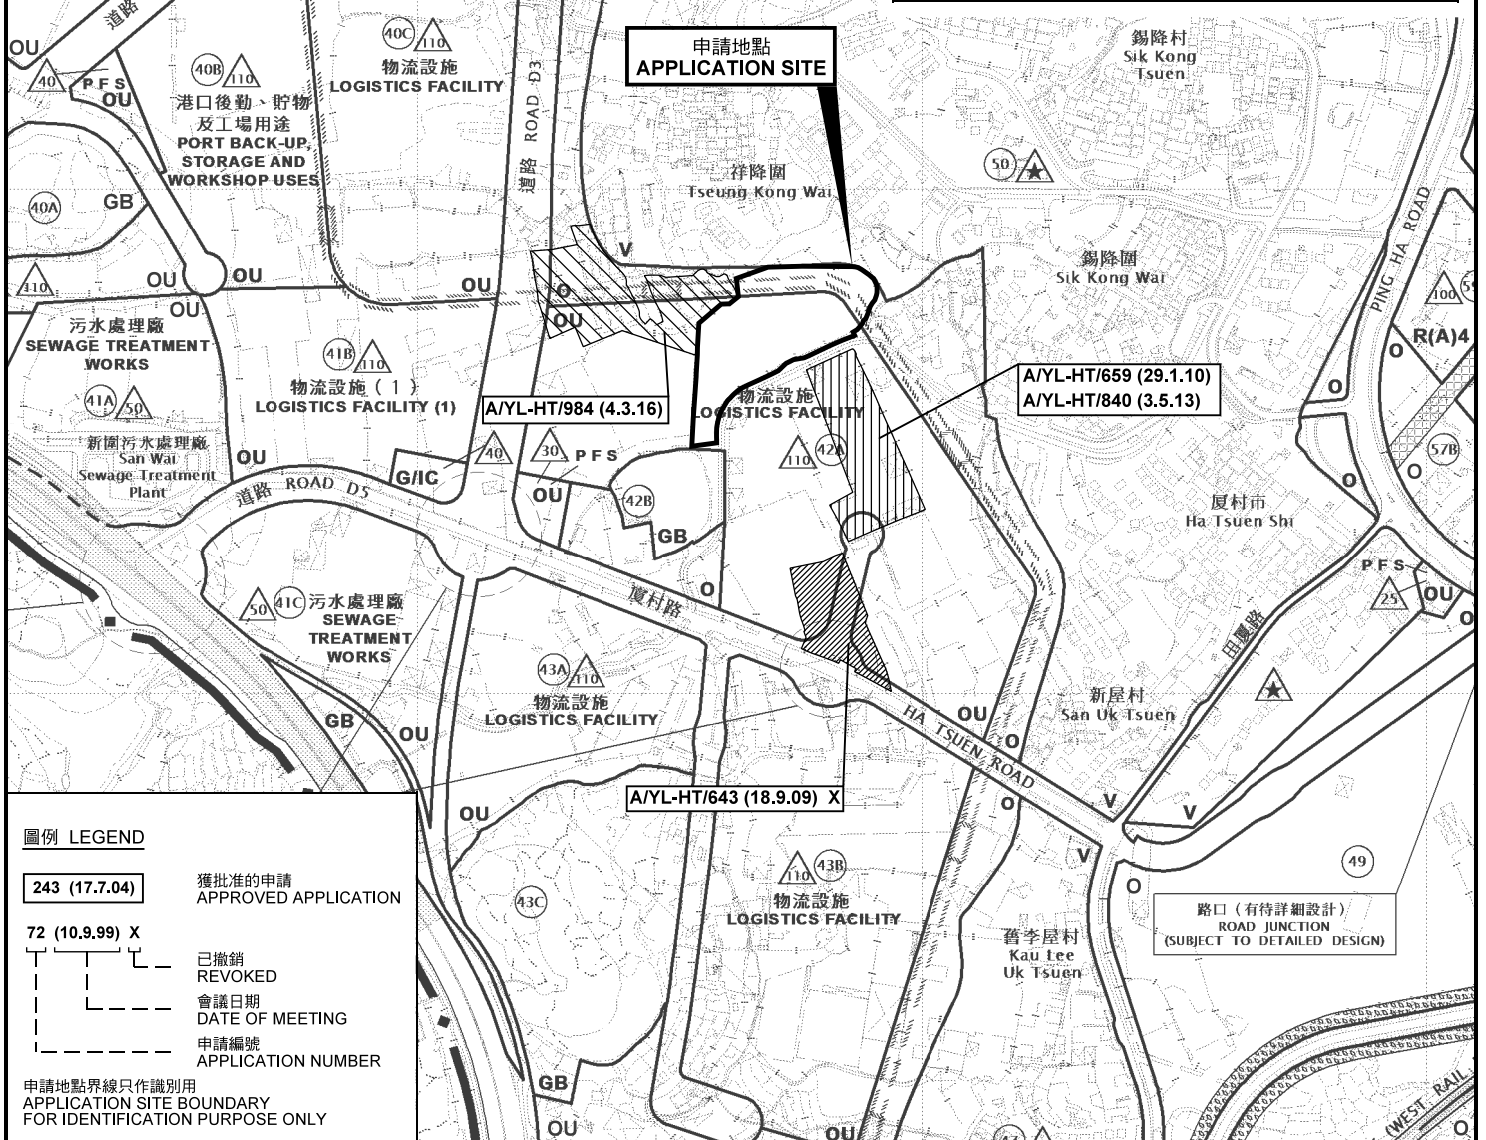 道路
OU
40
PFS
OU
40B
110
港口後勤、貯物
及工場用途
PORT BACK-UP,
STORAGE AND
WORKSHOP USES
40C
110
物流設施
LOGISTICS FACILITY
道路 ROAD D3
申請地點
APPLICATION SITE
錫降村
Sik Kong
Tsuen
50
祥降圍
Tseung Kong Wai
錫降圍
Sik Kong Wai
PING HA ROAD
40A
GB
110
OU
OU
OU
OU
V
O
OU
100
R(A)4
O
污水處理廠
SEWAGE TREATMENT
WORKS
41A
50
新圍污水處理廠
San Wai
Sewage Treatment
Plant
41B
110
物流設施(1)
LOGISTICS FACILITY (1)
A/YL-HT/984 (4.3.16)
物流設施
LOGISTICS FACILITY
110
42A
A/YL-HT/659 (29.1.10)
A/YL-HT/840 (3.5.13)
O
57B
O
O
OU
道路 ROAD D5
G/IC
40
30
PFS
OU
42B
GB
O
厦村市
Ha Tsuen Shi
PFS
25
OU
O
50
41C
污水處理廠
SEWAGE
TREATMENT
WORKS
廈村路
HA TSUEN ROAD
田廈路
43A
110
物流設施
LOGISTICS FACILITY
GB
OU
新屋村
San Uk Tsuen
OU
O
OU
A/YL-HT/643 (18.9.09) X
O
V
V
V
O
49
43B
110
物流設施
LOGISTICS FACILITY
43C
舊李屋村
Kau Lee
Uk Tsuen
路口(有待詳細設計)
ROAD JUNCTION
(SUBJECT TO DETAILED DESIGN)
GB
OU
OU
(WEST RAIL
O
圖例 LEGEND
243 (17.7.04)
獲批准的申請
APPROVED APPLICATION
72 (10.9.99) X
已撤銷
REVOKED
會議日期
DATE OF MEETING
申請編號
APPLICATION NUMBER
申請地點界線只作識別用
APPLICATION SITE BOUNDARY
FOR IDENTIFICATION PURPOSE ONLY